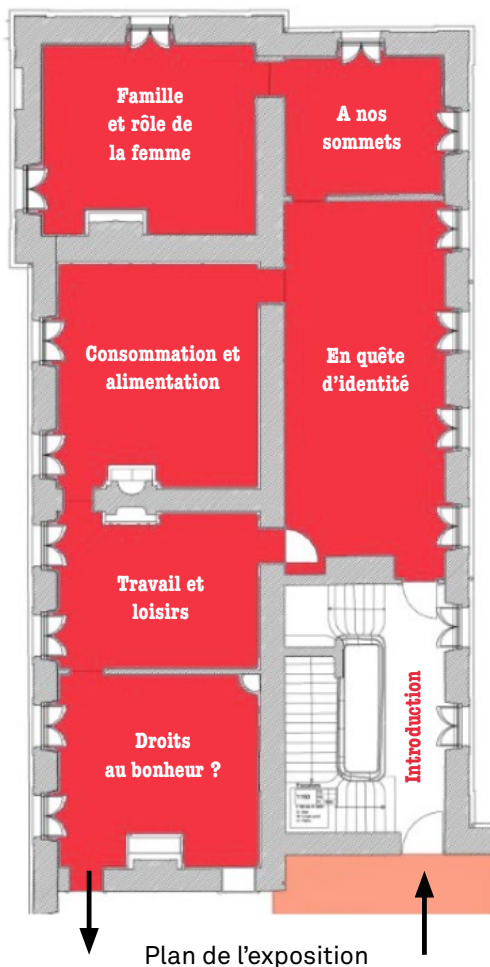 Famille
et rôle de
la femme
A nos
sommets
Consommation et
alimentation
En quête
d’identité
Travail et
loisirs
Introduction
Droits
au bonheur ?
Plan de l’exposition